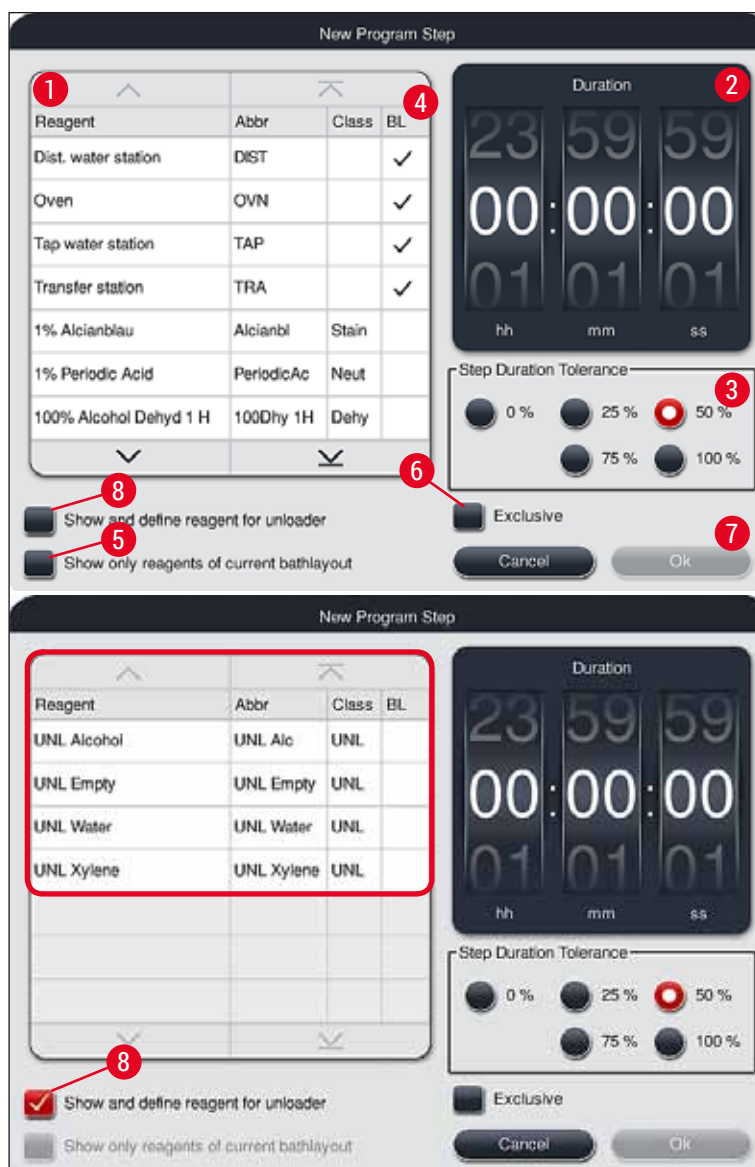 New Program Step
1 2
Duration
4
Reagent Abbr Class BL
Dist. water station DIST ✓
Oven OVN ✓
Tap water station TAP ✓
Transfer station TRA ✓
1% Alcianblau Alcianbl Stain
1% Periodic Acid PeriodicAc Neut
100% Alcohol Dehyd 1 H 100Dhy 1H Dehy
23 59 59
00:00:00
01 01 01
hh mm ss
Step Duration Tolerance
3
0 % 25 % 50 %
75 % 100 %
8 6
Show and define reagent for unloader
Exclusive
5 7
Show only reagents of current bathlayout
Cancel Ok
New Program Step
Duration
Reagent Abbr Class BL
UNL Alcohol UNL Alc UNL
UNL Empty UNL Empty UNL
UNL Water UNL Water UNL
UNL Xylene UNL Xylene UNL
23 59 59
00:00:00
01 01 01
hh mm ss
Step Duration Tolerance
0 % 25 % 50 %
75 % 100 %
8
Show and define reagent for unloader
Exclusive
Show only reagents of current bathlayout
Cancel Ok